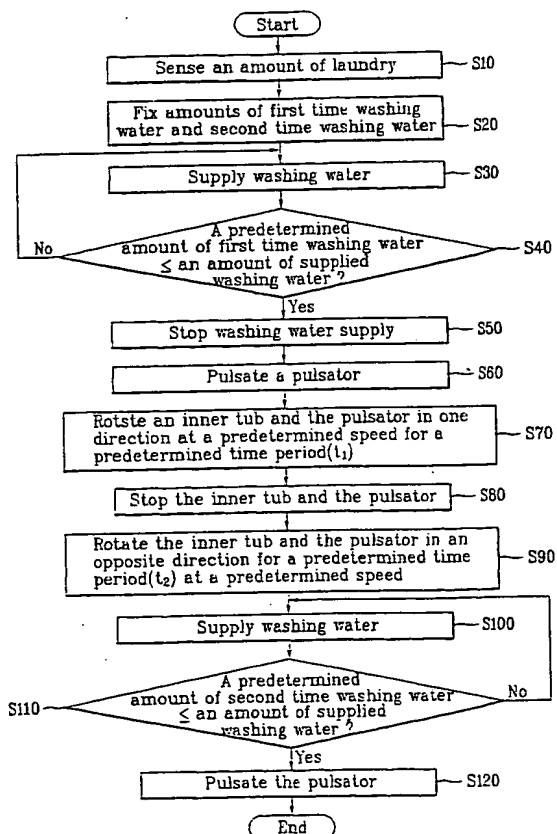 Start
Sense an amount of laundry
S10
Fix amounts of first time washing
water and second time washing water
S20
Supply washing water
S30
A predetermined
amount of first time washing water
≤ an amount of supplied
washing water?
S40
No
Yes
Stop washing water supply
S50
Pulsate a pulsator
S60
Rotste an inner tub and the pulsator in one
direction at a predetermined speed for a
predetermined time period(t₁)
S70
Stop the inner tub and the pulsator
S80
Rotate the inner tub and the pulsator in an
opposite direction for a predetermined time
period(t₂) at a predetermined speed
S90
Supply washing water
S100
A predetermined
amount of second time washing water
≤ an amount of supplied
washing water?
S110
No
Yes
Pulsate the pulsator
S120
End